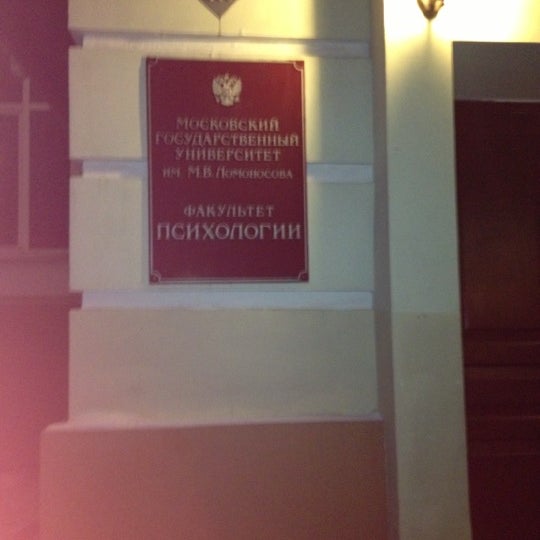 МОСКОВСКИЙ
ГОСУДАРСТВЕННЫЙ
УНИВЕРСИТЕТ
ИМ. М.В. ЛОМОНОСОВА
ФАКУЛЬТЕТ
ПСИХОЛОГИИ